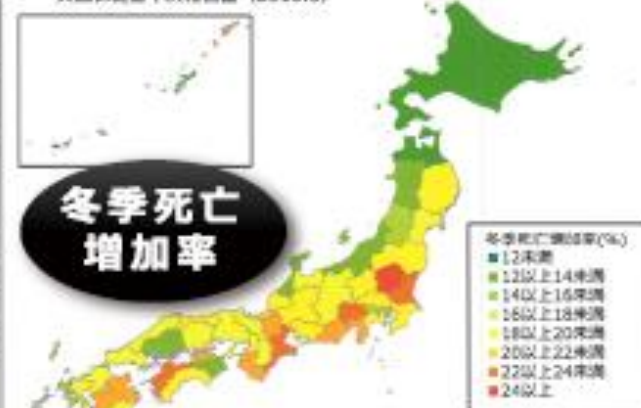 冬季死亡
増加率
冬季死亡増加率(%)
12未満
12以上14未満
14以上16未満
16以上18未満
18以上20未満
20以上22未満
22以上24未満
24以上